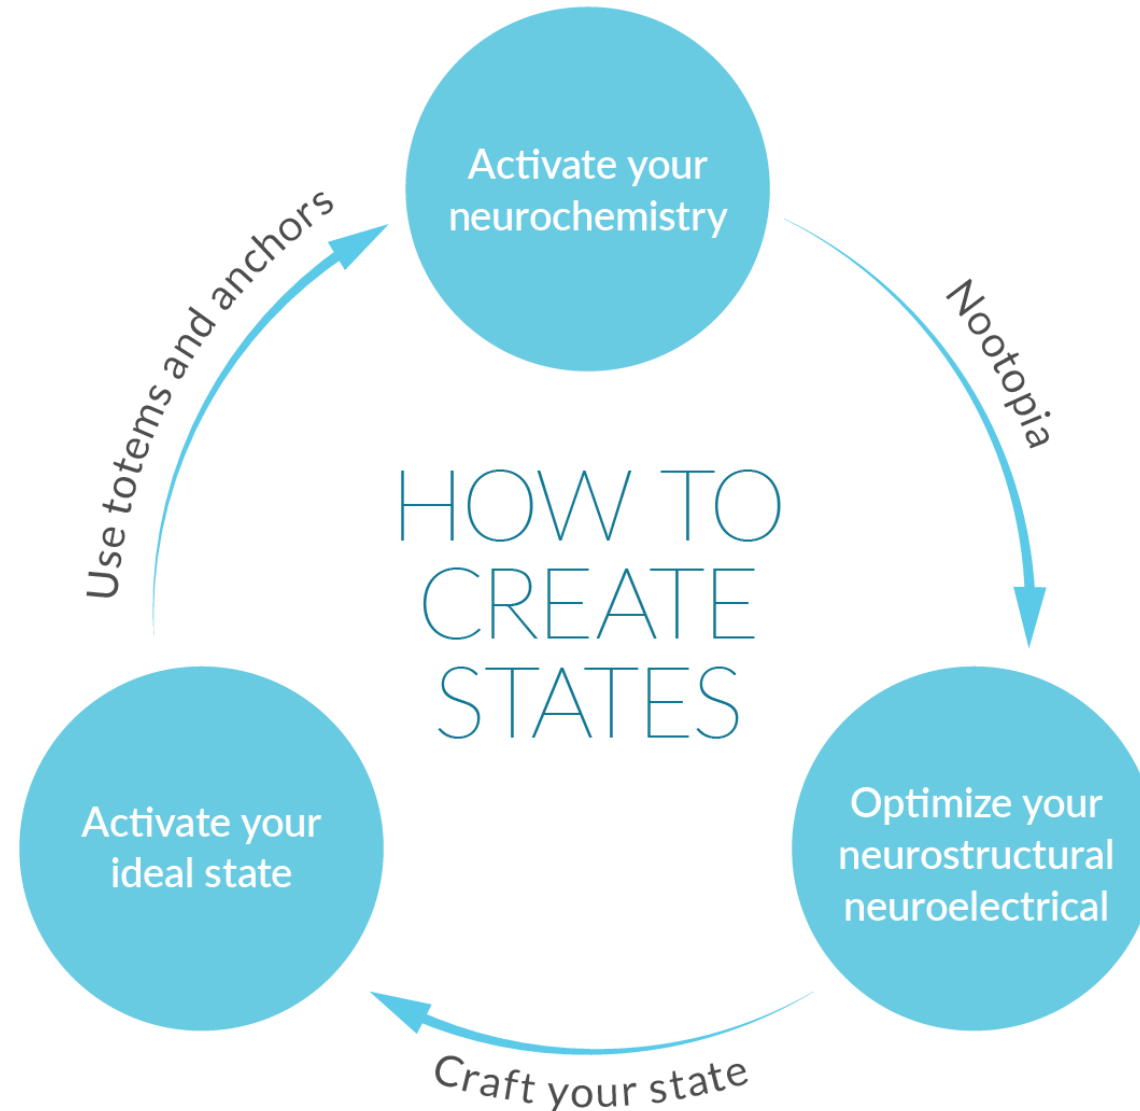 Activate your
neurochemistry
Use totems and anchors
Nootopia
HOW TO
CREATE
STATES
Activate your
ideal state
Optimize your
neurostructural
neuroelectrical
Craft your state